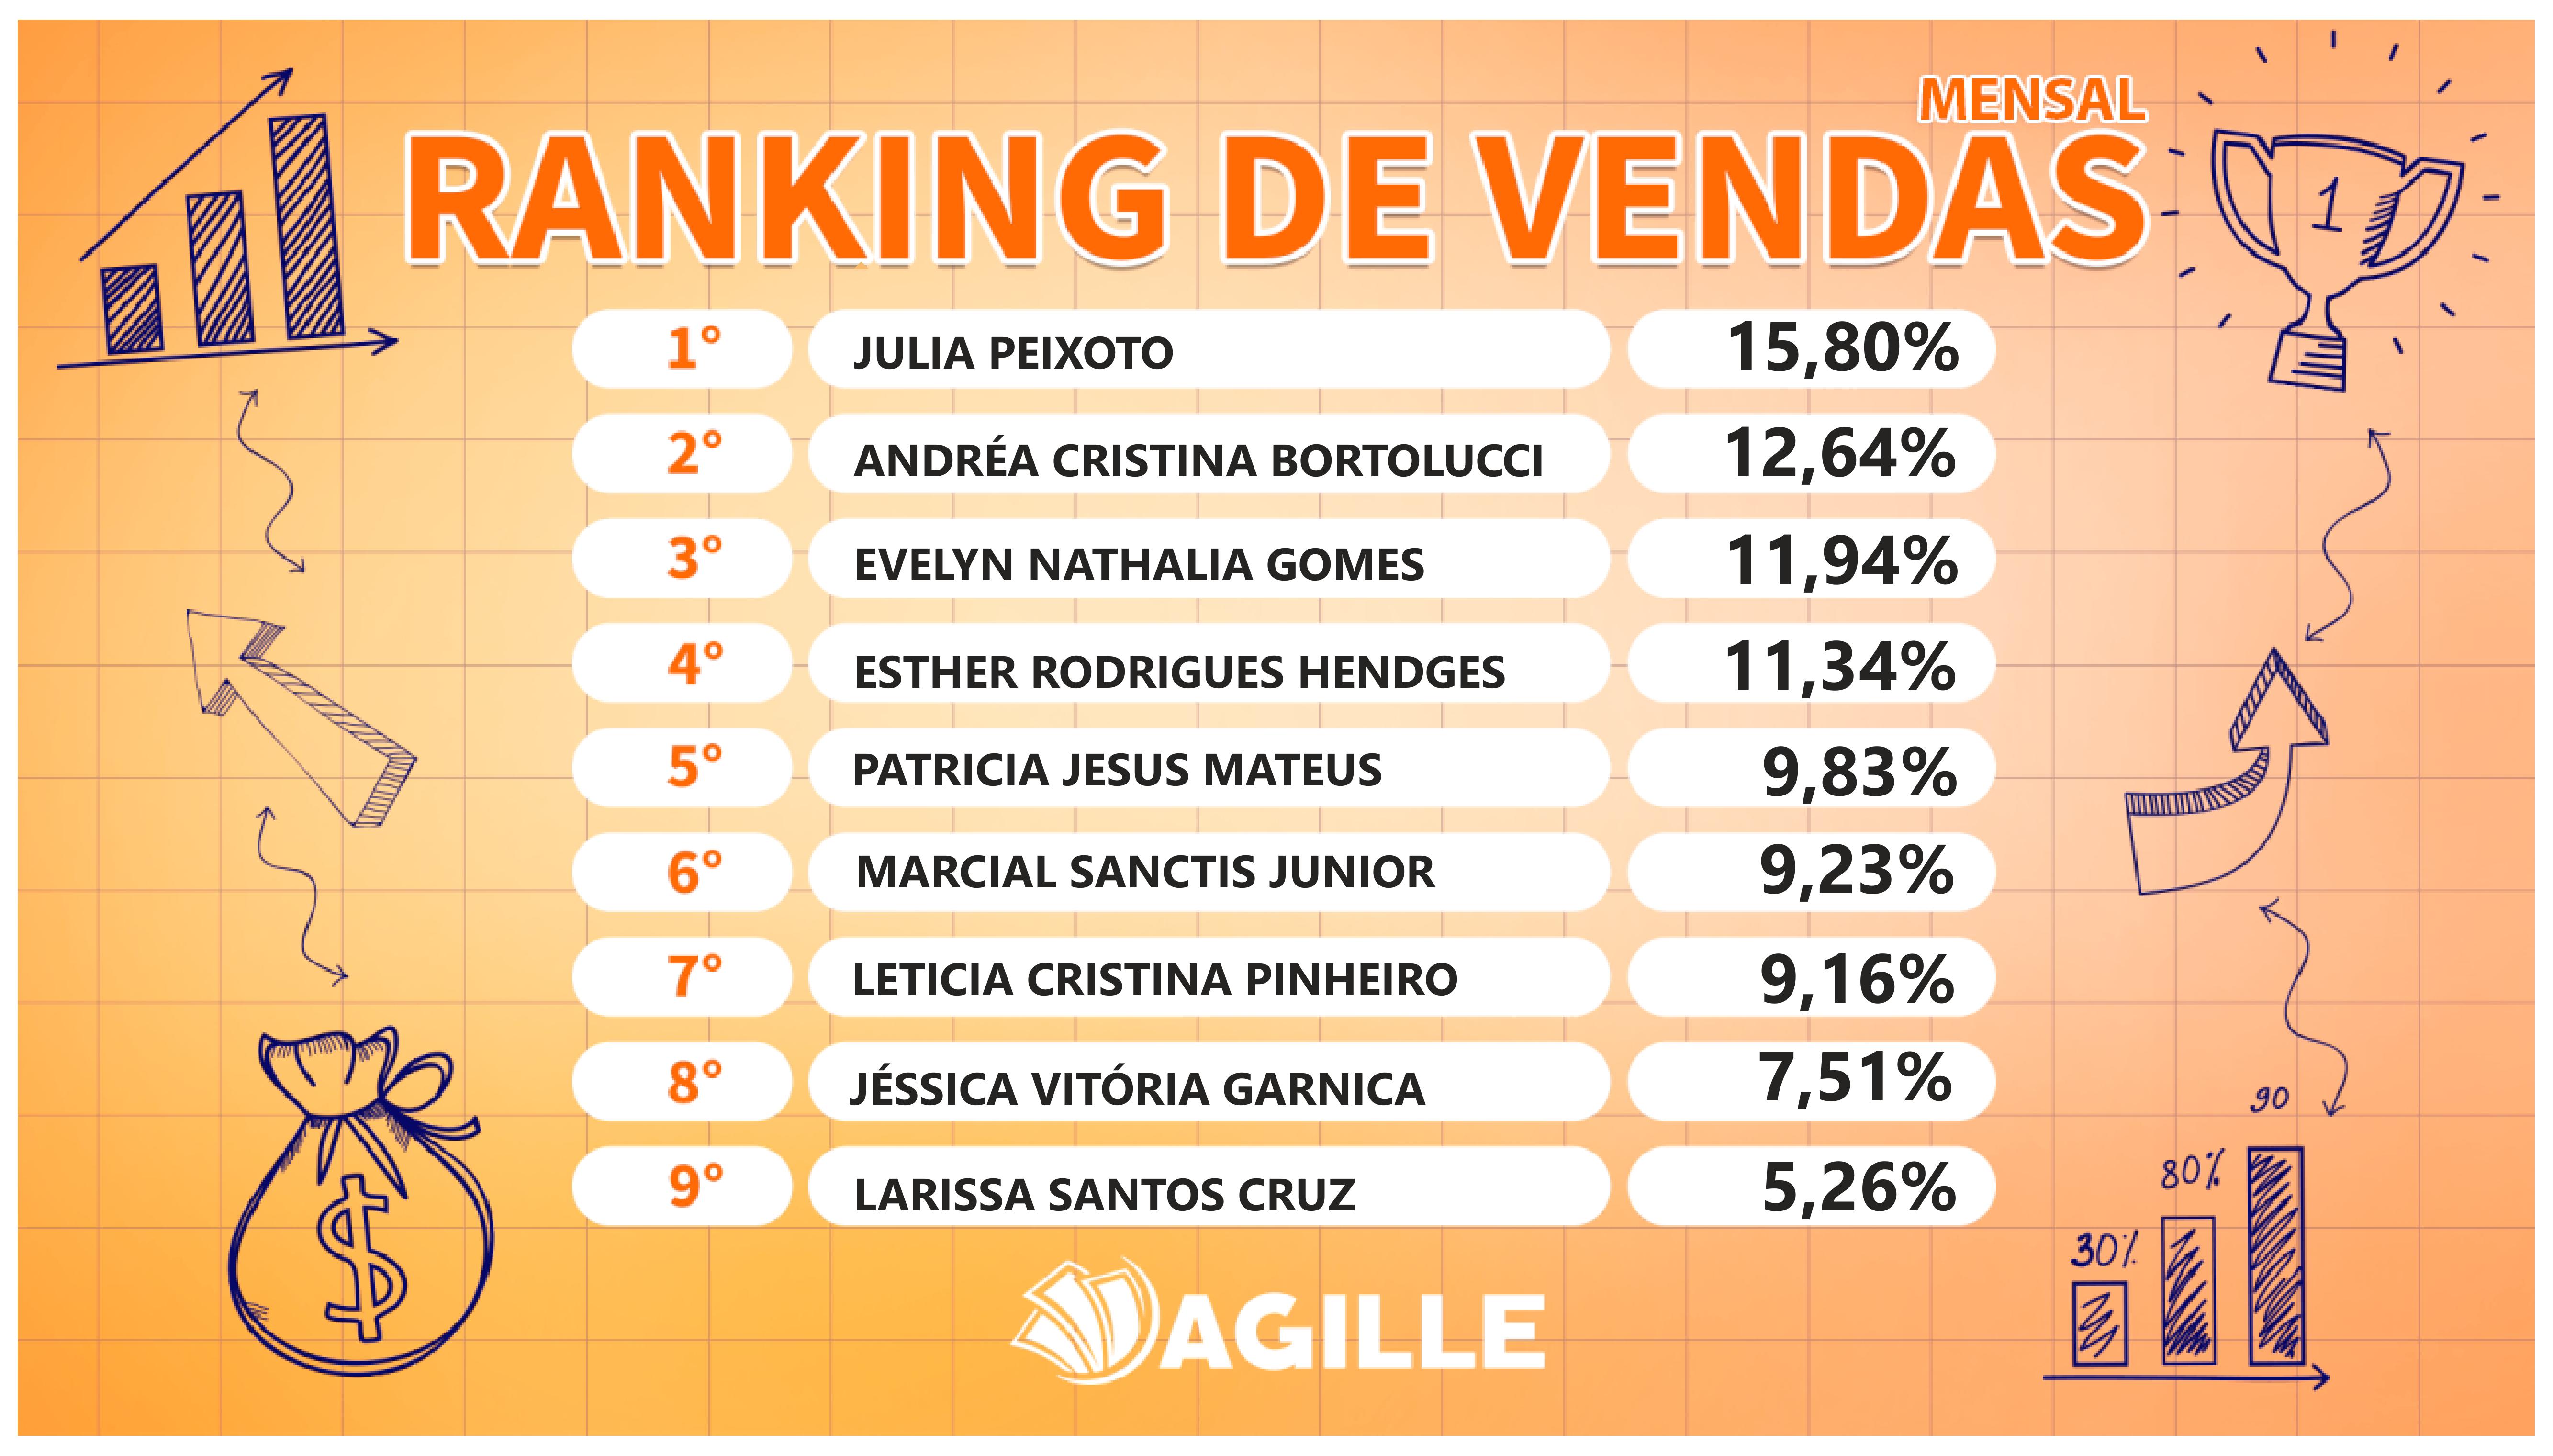 MENSAL
RANKING DE VENDAS
1° JULIA PEIXOTO 15,80%
2° ANDRÉA CRISTINA BORTOLUCCI 12,64%
3° EVELYN NATHALIA GOMES 11,94%
4° ESTHER RODRIGUES HENDGES 11,34%
5° PATRICIA JESUS MATEUS 9,83%
6° MARCIAL SANCTIS JUNIOR 9,23%
7° LETICIA CRISTINA PINHEIRO 9,16%
8° JÉSSICA VITÓRIA GARNICA 7,51%
9° LARISSA SANTOS CRUZ 5,26%
1
$
30%
80%
90
AGILLE